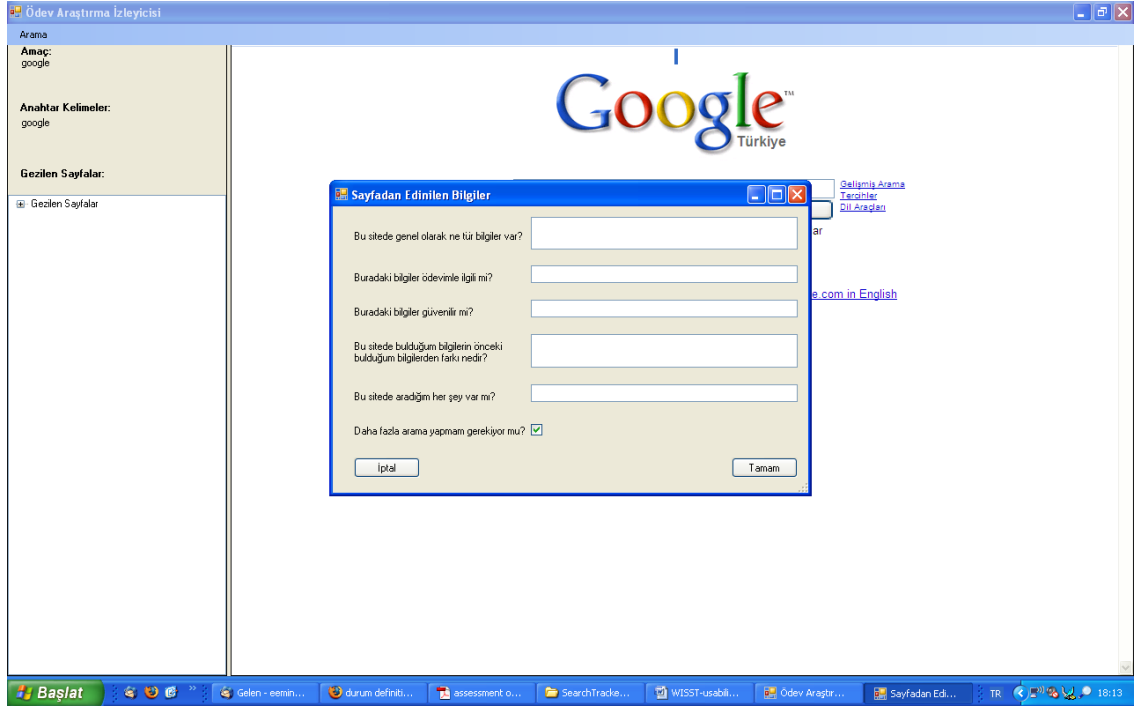 Ödev Araştırma İzleyicisi
Arama
Amaç:
google
Anahtar Kelimeler:
google
Gezilen Sayfalar:
Gezilen Sayfalar
Google™
Türkiye
Gelişmiş Arama
Tercihler
Dil Araçları
ar
e.com in English
Sayfadan Edinilen Bilgiler
Bu sitede genel olarak ne tür bilgiler var?
Buradaki bilgiler ödevimle ilgili mi?
Buradaki bilgiler güvenilir mi?
Bu sitede bulduğum bilgilerin önceki
bulduğum bilgilerden farkı nedir?
Bu sitede aradığım her şey var mı?
Daha fazla arama yapmam gerekiyor mu?
İptal
Tamam
Başlat
Gelen - eemin...
durum definiti...
assessment o...
SearchTracke...
WISST-usabili...
Ödev Araştır...
Sayfadan Edi...
TR
18:13